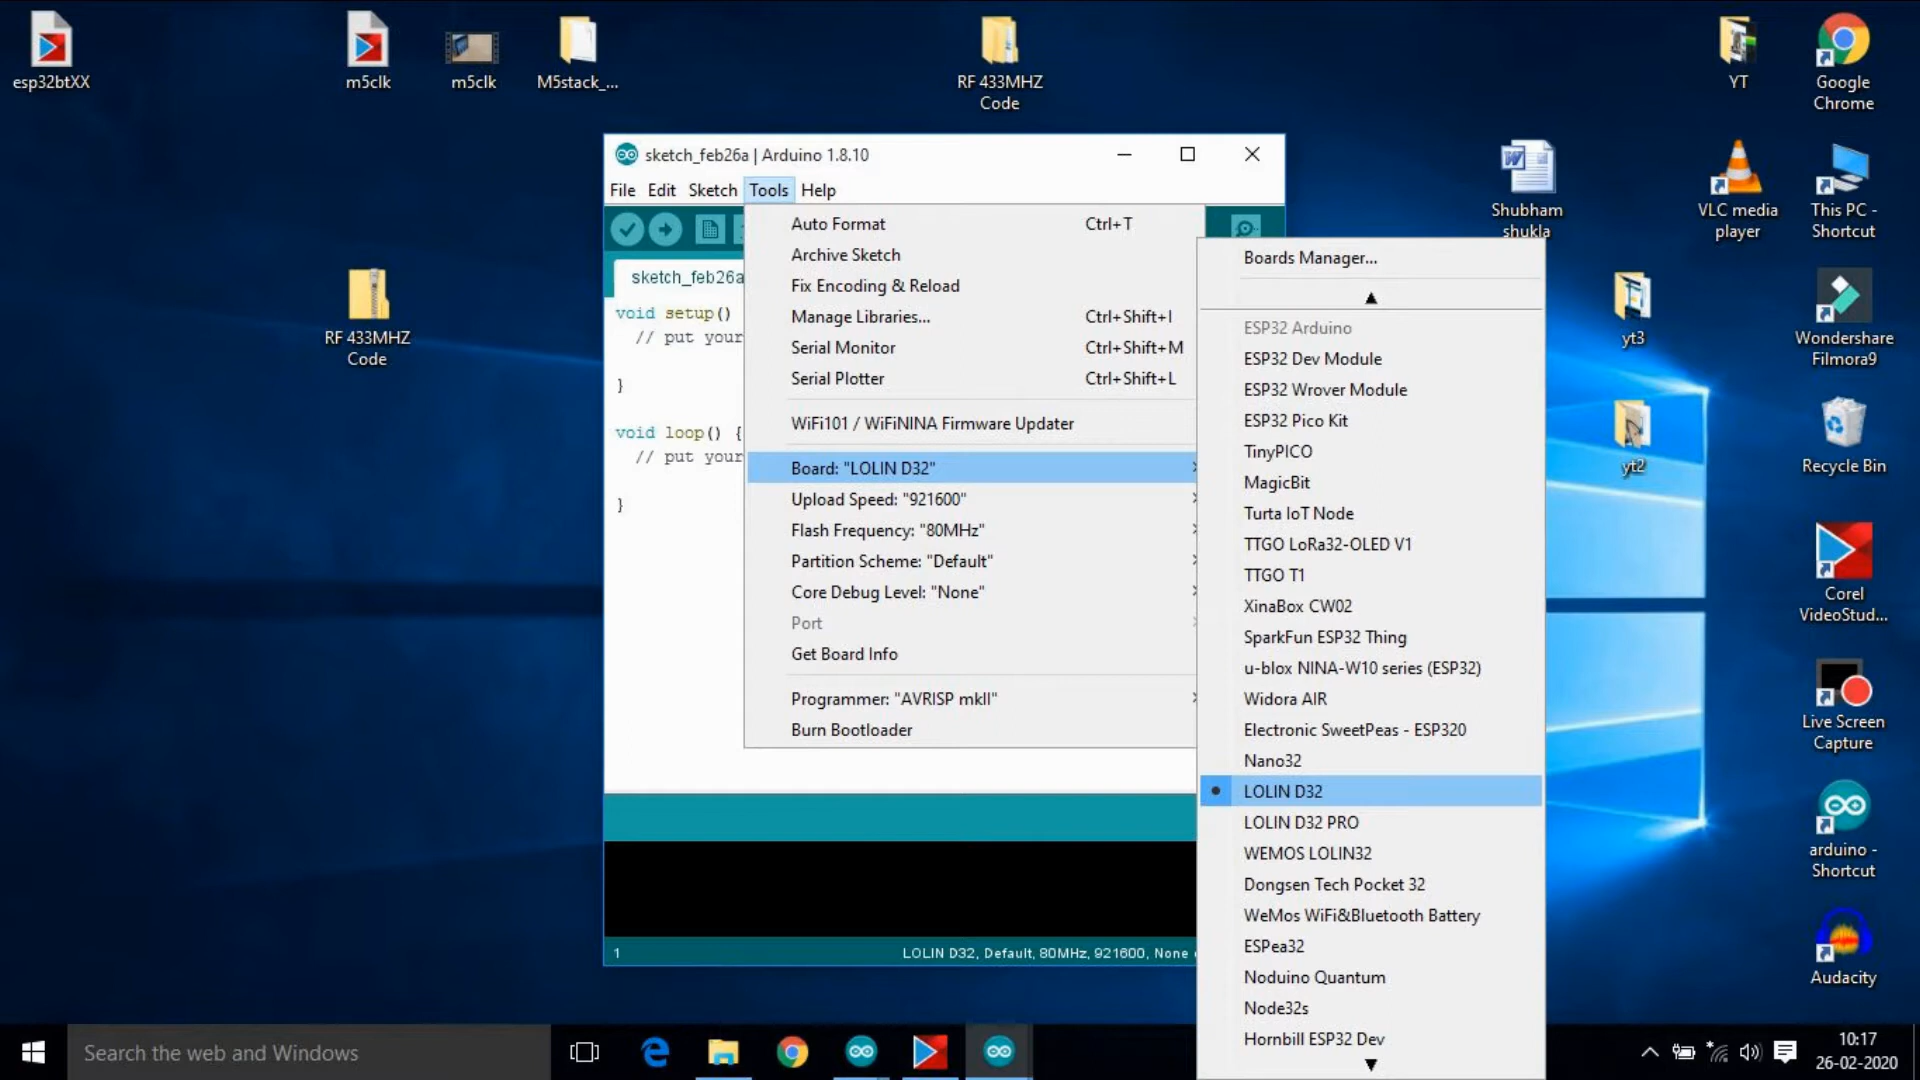 esp32btXX
m5clk
m5clk
M5stack_...
RF 433MHZ
Code
YT
Google
Chrome
sketch_feb26a | Arduino 1.8.10
File Edit Sketch Tools Help
Shubham
shukla
VLC media
player
This PC -
Shortcut
RF 433MHZ
Code
yt3
Wondershare
Filmora9
yt2
Recycle Bin
Corel
VideoStud...
Live Screen
Capture
arduino -
Shortcut
Audacity
sketch_feb26a
void setup()
// put your
}
void loop() {
// put your
}
Auto Format Ctrl+T
Archive Sketch
Fix Encoding & Reload
Manage Libraries... Ctrl+Shift+I
Serial Monitor Ctrl+Shift+M
Serial Plotter Ctrl+Shift+L
WiFi101 / WiFiNINA Firmware Updater
Board: "LOLIN D32"
Upload Speed: "921600"
Flash Frequency: "80MHz"
Partition Scheme: "Default"
Core Debug Level: "None"
Port
Get Board Info
Programmer: "AVRISP mkII"
Burn Bootloader
Boards Manager...
ESP32 Arduino
ESP32 Dev Module
ESP32 Wrover Module
ESP32 Pico Kit
TinyPICO
MagicBit
Turta IoT Node
TTGO LoRa32-OLED V1
TTGO T1
XinaBox CW02
SparkFun ESP32 Thing
u-blox NINA-W10 series (ESP32)
Widora AIR
Electronic SweetPeas - ESP320
Nano32
LOLIN D32
LOLIN D32 PRO
WEMOS LOLIN32
Dongsen Tech Pocket 32
WeMos WiFi&Bluetooth Battery
ESPea32
Noduino Quantum
Node32s
Hornbill ESP32 Dev
1 LOLIN D32, Default, 80MHz, 921600, None
Search the web and Windows
10:17
26-02-2020